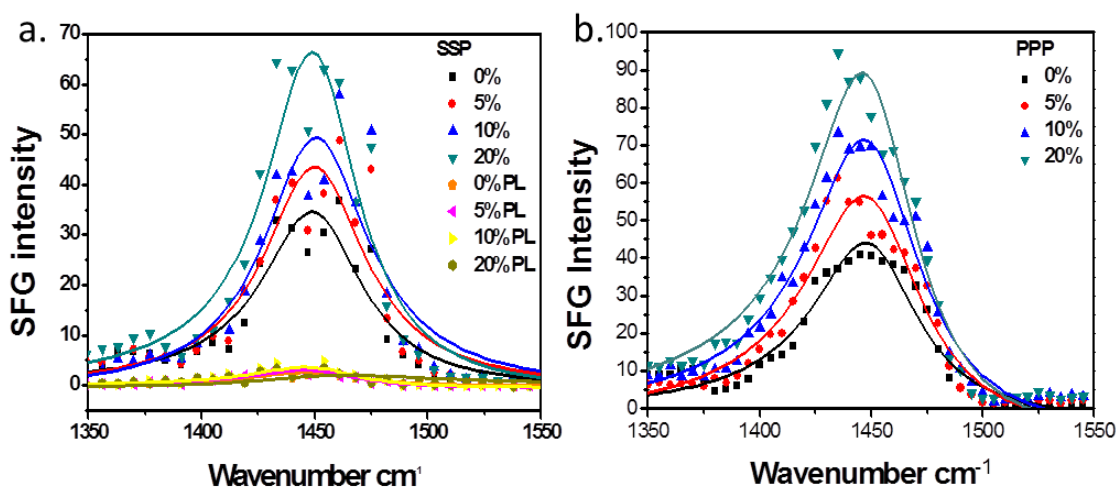 a.
SFG intensity
70
60
50
40
30
20
10
0
SSP
0%
5%
10%
20%
0% PL
5% PL
10% PL
20% PL
1350 1400 1450 1500 1550
Wavenumber cm⁻¹
b.
SFG Intensity
100
90
80
70
60
50
40
30
20
10
0
PPP
0%
5%
10%
20%
1350 1400 1450 1500 1550
Wavenumber cm⁻¹